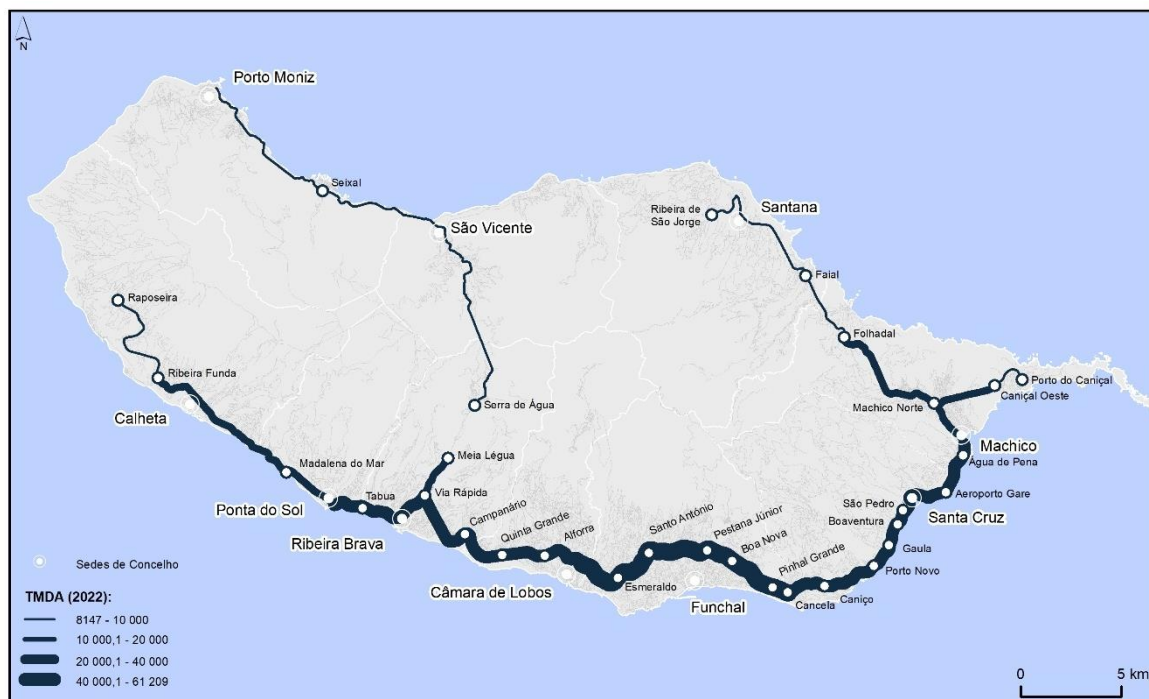 N
Porto Moniz
Seixal
São Vicente
Ribeira de
São Jorge
Santana
Faial
Folhadal
Raposeira
Ribeira Funda
Calheta
Serra de Água
Machico Norte
Porto do Caniçal
Caniçal Oeste
Machico
Água de Pena
Madalena do Mar
Meia Légua
Ponta do Sol
Tabua
Via Rápida
Ribeira Brava
Campanário
Quinta Grande
Alforra
Câmara de Lobos
Esmeraldo
Santo António
Pestana Júnior
Boa Nova
Pinhal Grande
Funchal
Cancela
Caniço
São Pedro
Aeroporto Gare
Santa Cruz
Boaventura
Gaula
Porto Novo
Sedes de Concelho
TMDA (2022):
8147 - 10 000
10 000,1 - 20 000
20 000,1 - 40 000
40 000,1 - 61 209
0 5 km